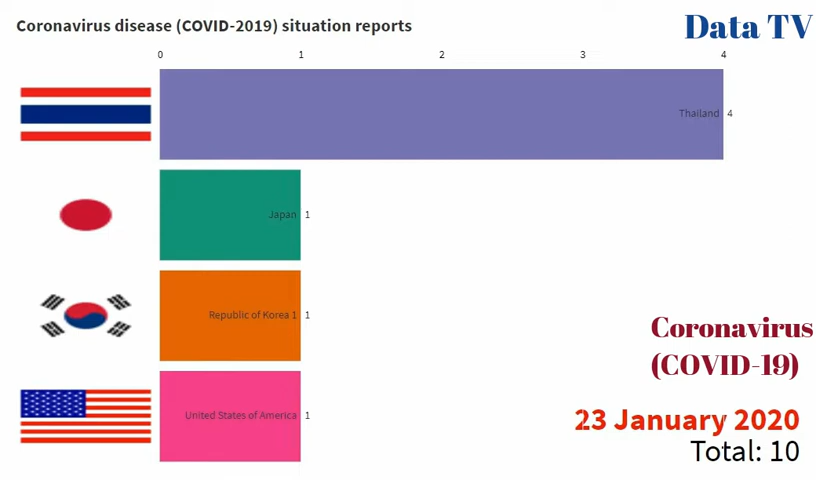 Coronavirus disease (COVID-2019) situation reports
Data TV
0 1 2 3 4
Thailand 4
Japan 1
Republic of Korea 1 1
United States of America 1
Coronavirus
(COVID-19)
23 January 2020
Total: 10